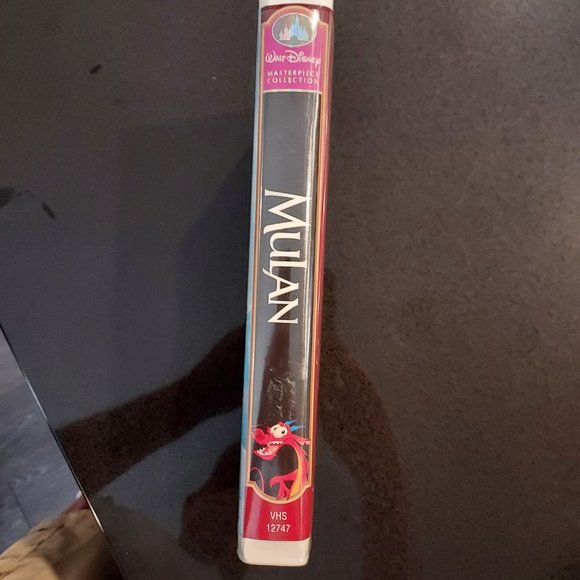 Walt Disney
MASTERPIECE
COLLECTION
MULAN
VHS
12747